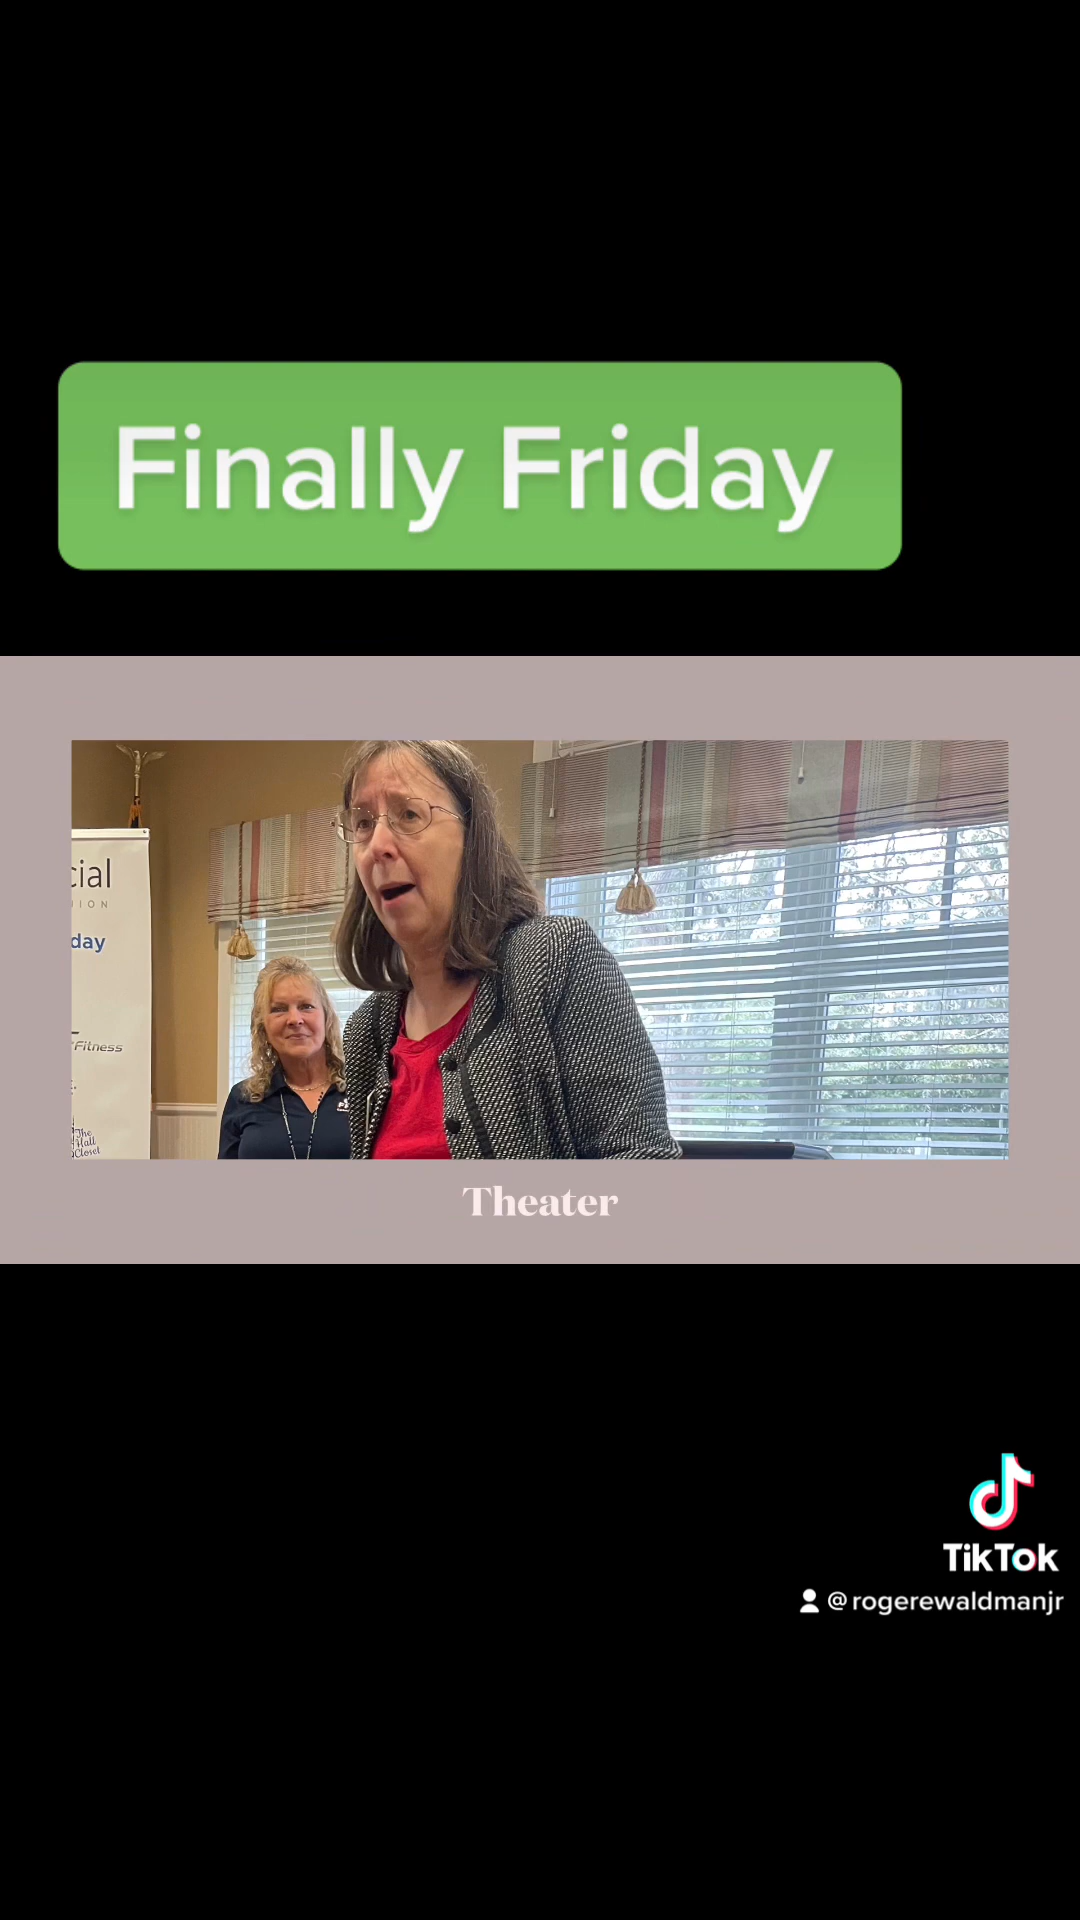 Finally Friday
cial
ION
day
Fitness
The
Hall
Closet
Theater
TikTok
@rogerewaldmanjr